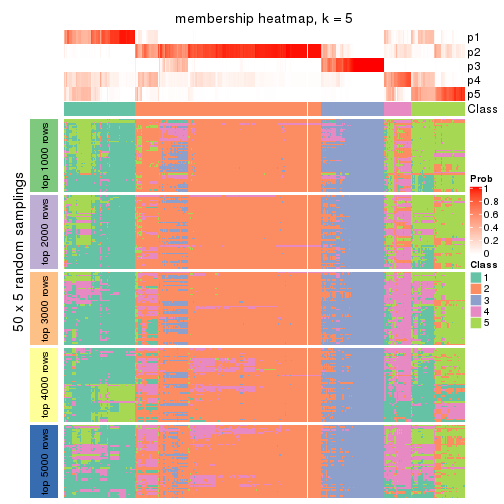 membership heatmap, k = 5
p1
p2
p3
p4
p5
Class
50 x 5 random samplings
top 1000 rows
top 2000 rows
top 3000 rows
top 4000 rows
top 5000 rows
Prob
1
0.8
0.6
0.4
0.2
0
Class
1
2
3
4
5